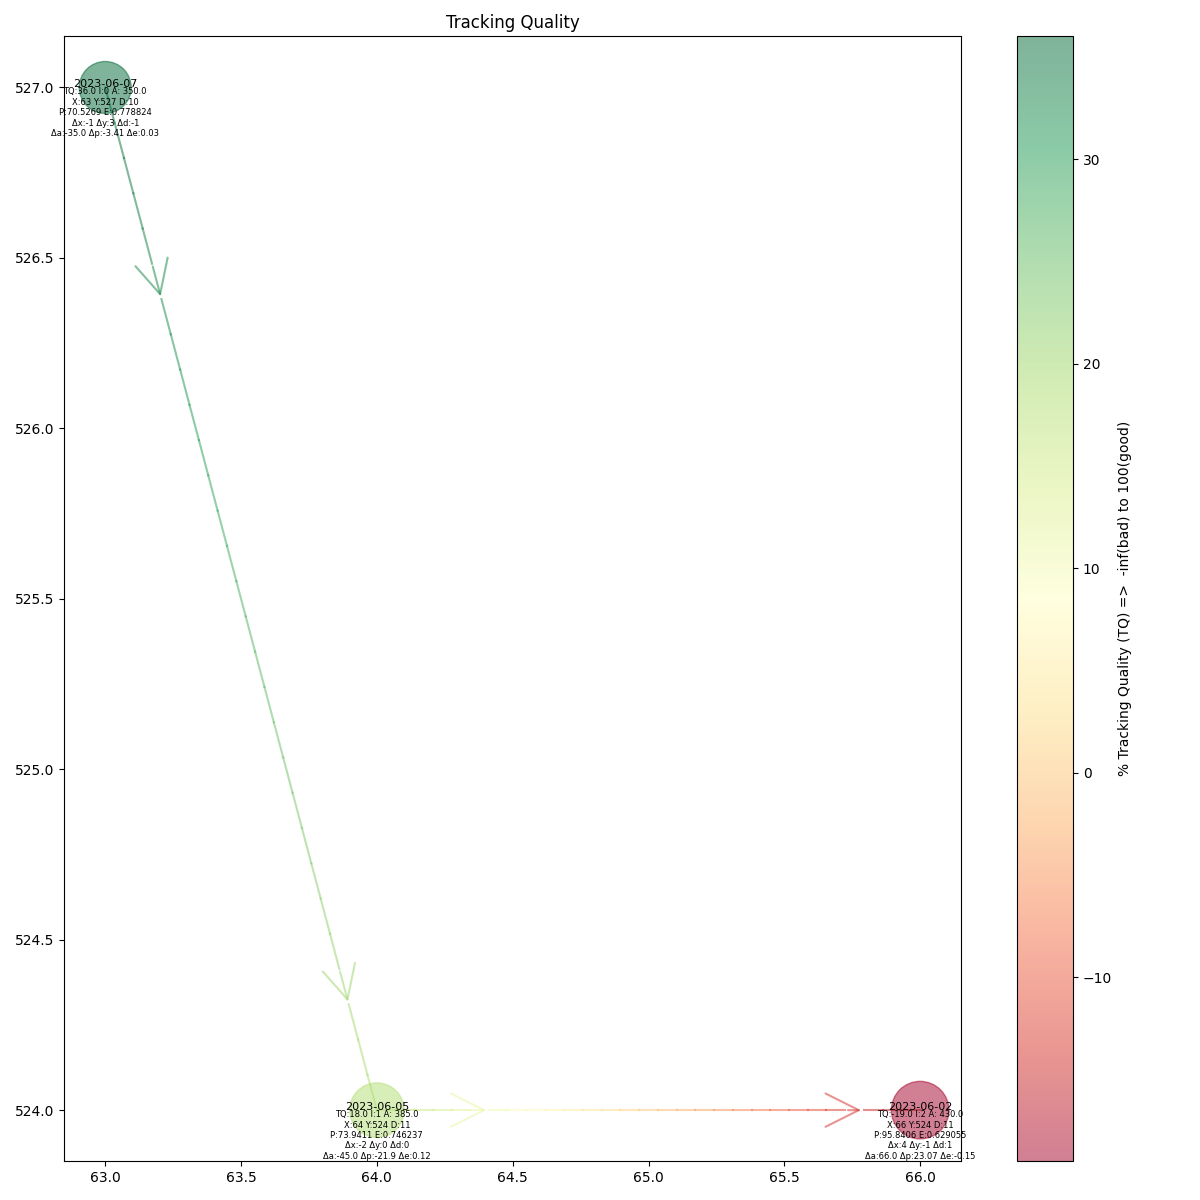 Tracking Quality
527.0
526.5
526.0
525.5
525.0
524.5
524.0
63.0
63.5
64.0
64.5
65.0
65.5
66.0
2023-06-07
TQ:36.0 I:0 A: 350.0
X:63 Y:527 D:10
P:70.5269 E:0.778824
Δx:-1 Δy:3 Δd:-1
Δa:-35.0 Δp:-3.41 Δe:0.03
2023-06-05
TQ:18.0 I:1 A: 385.0
X:64 Y:524 D:11
P:73.9411 E:0.746237
Δx:-2 Δy:0 Δd:0
Δa:-45.0 Δp:-21.9 Δe:0.12
2023-06-02
TQ:-19.0 I:2 A: 430.0
X:66 Y:524 D:11
P:95.8406 E:0.629055
Δx:4 Δy:-1 Δd:1
Δa:66.0 Δp:23.07 Δe:-0.15
30
20
10
0
−10
% Tracking Quality (TQ) => -inf(bad) to 100(good)